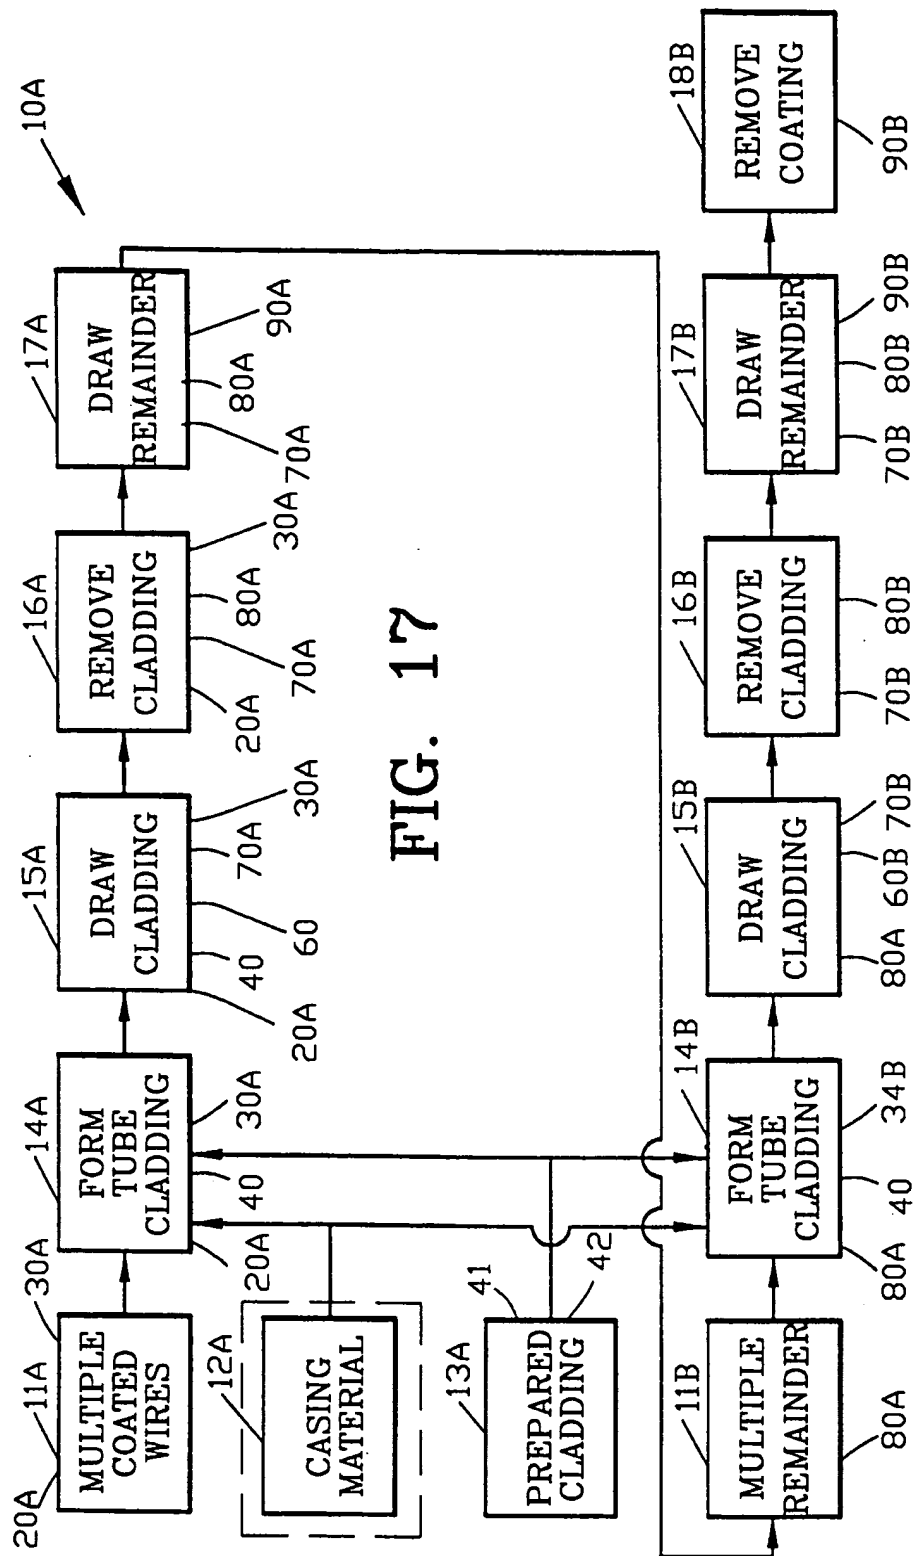 10A
20A
11A
30A
MULTIPLE
COATED
WIRES
14A
FORM
TUBE
CLADDING
20A
40
30A
15A
DRAW
CLADDING
20A
40
60
70A
30A
16A
REMOVE
CLADDING
20A
70A
80A
30A
17A
DRAW
REMAINDER
70A
80A
90A
12A
CASING
MATERIAL
13A
PREPARED
CLADDING
41
42
FIG. 17
11B
MULTIPLE
REMAINDER
80A
14B
FORM
TUBE
CLADDING
80A
40
34B
15B
DRAW
CLADDING
80A
60B
70B
16B
REMOVE
CLADDING
70B
80B
17B
DRAW
REMAINDER
70B
80B
90B
18B
REMOVE
COATING
90B